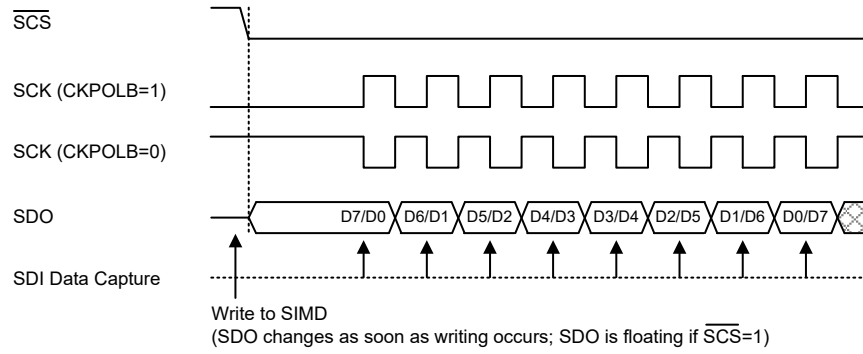 SCS
SCK (CKPOLB=1)
SCK (CKPOLB=0)
SDO
D7/D0 D6/D1 D5/D2 D4/D3 D3/D4 D2/D5 D1/D6 D0/D7
SDI Data Capture
Write to SIMD
(SDO changes as soon as writing occurs; SDO is floating if SCS=1)